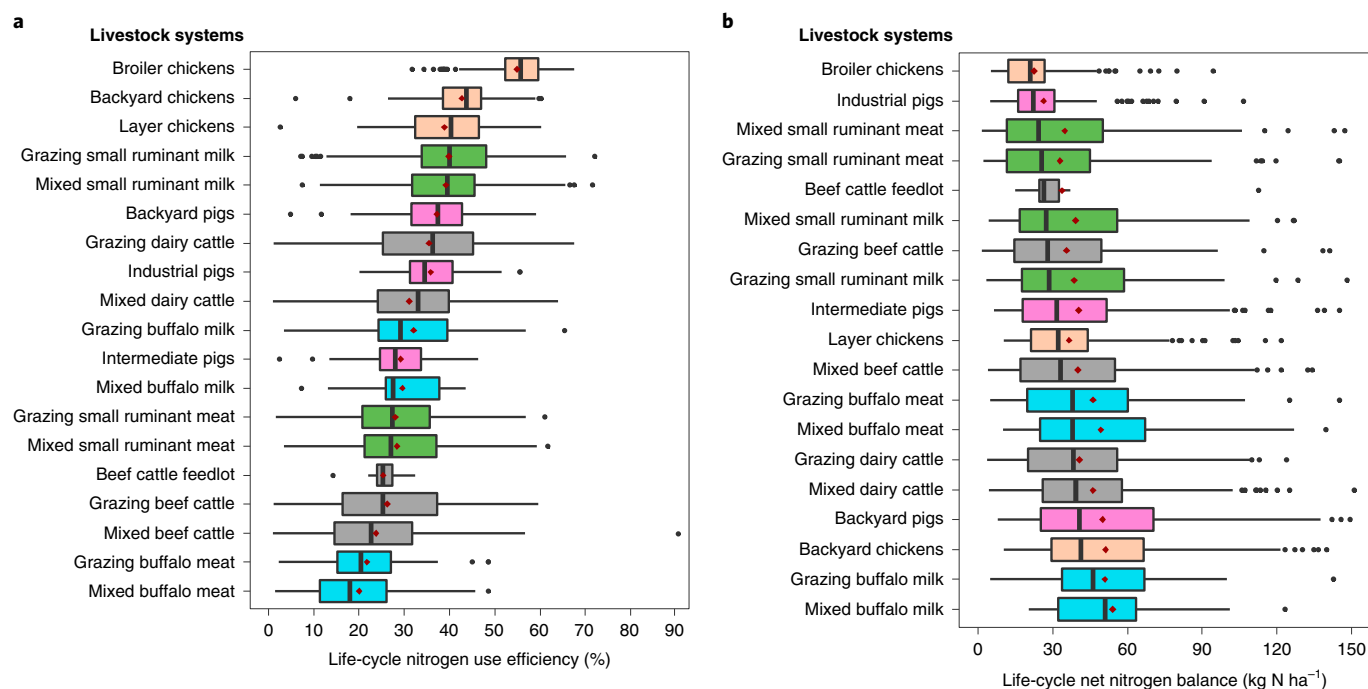 a
Livestock systems
Broiler chickens
Backyard chickens
Layer chickens
Grazing small ruminant milk
Mixed small ruminant milk
Backyard pigs
Grazing dairy cattle
Industrial pigs
Mixed dairy cattle
Grazing buffalo milk
Intermediate pigs
Mixed buffalo milk
Grazing small ruminant meat
Mixed small ruminant meat
Beef cattle feedlot
Grazing beef cattle
Mixed beef cattle
Grazing buffalo meat
Mixed buffalo meat
0 10 20 30 40 50 60 70 80 90
Life-cycle nitrogen use efficiency (%)
b
Livestock systems
Broiler chickens
Industrial pigs
Mixed small ruminant meat
Grazing small ruminant meat
Beef cattle feedlot
Mixed small ruminant milk
Grazing beef cattle
Grazing small ruminant milk
Intermediate pigs
Layer chickens
Mixed beef cattle
Grazing buffalo meat
Mixed buffalo meat
Grazing dairy cattle
Mixed dairy cattle
Backyard pigs
Backyard chickens
Grazing buffalo milk
Mixed buffalo milk
0 30 60 90 120 150
Life-cycle net nitrogen balance (kg N ha⁻¹)